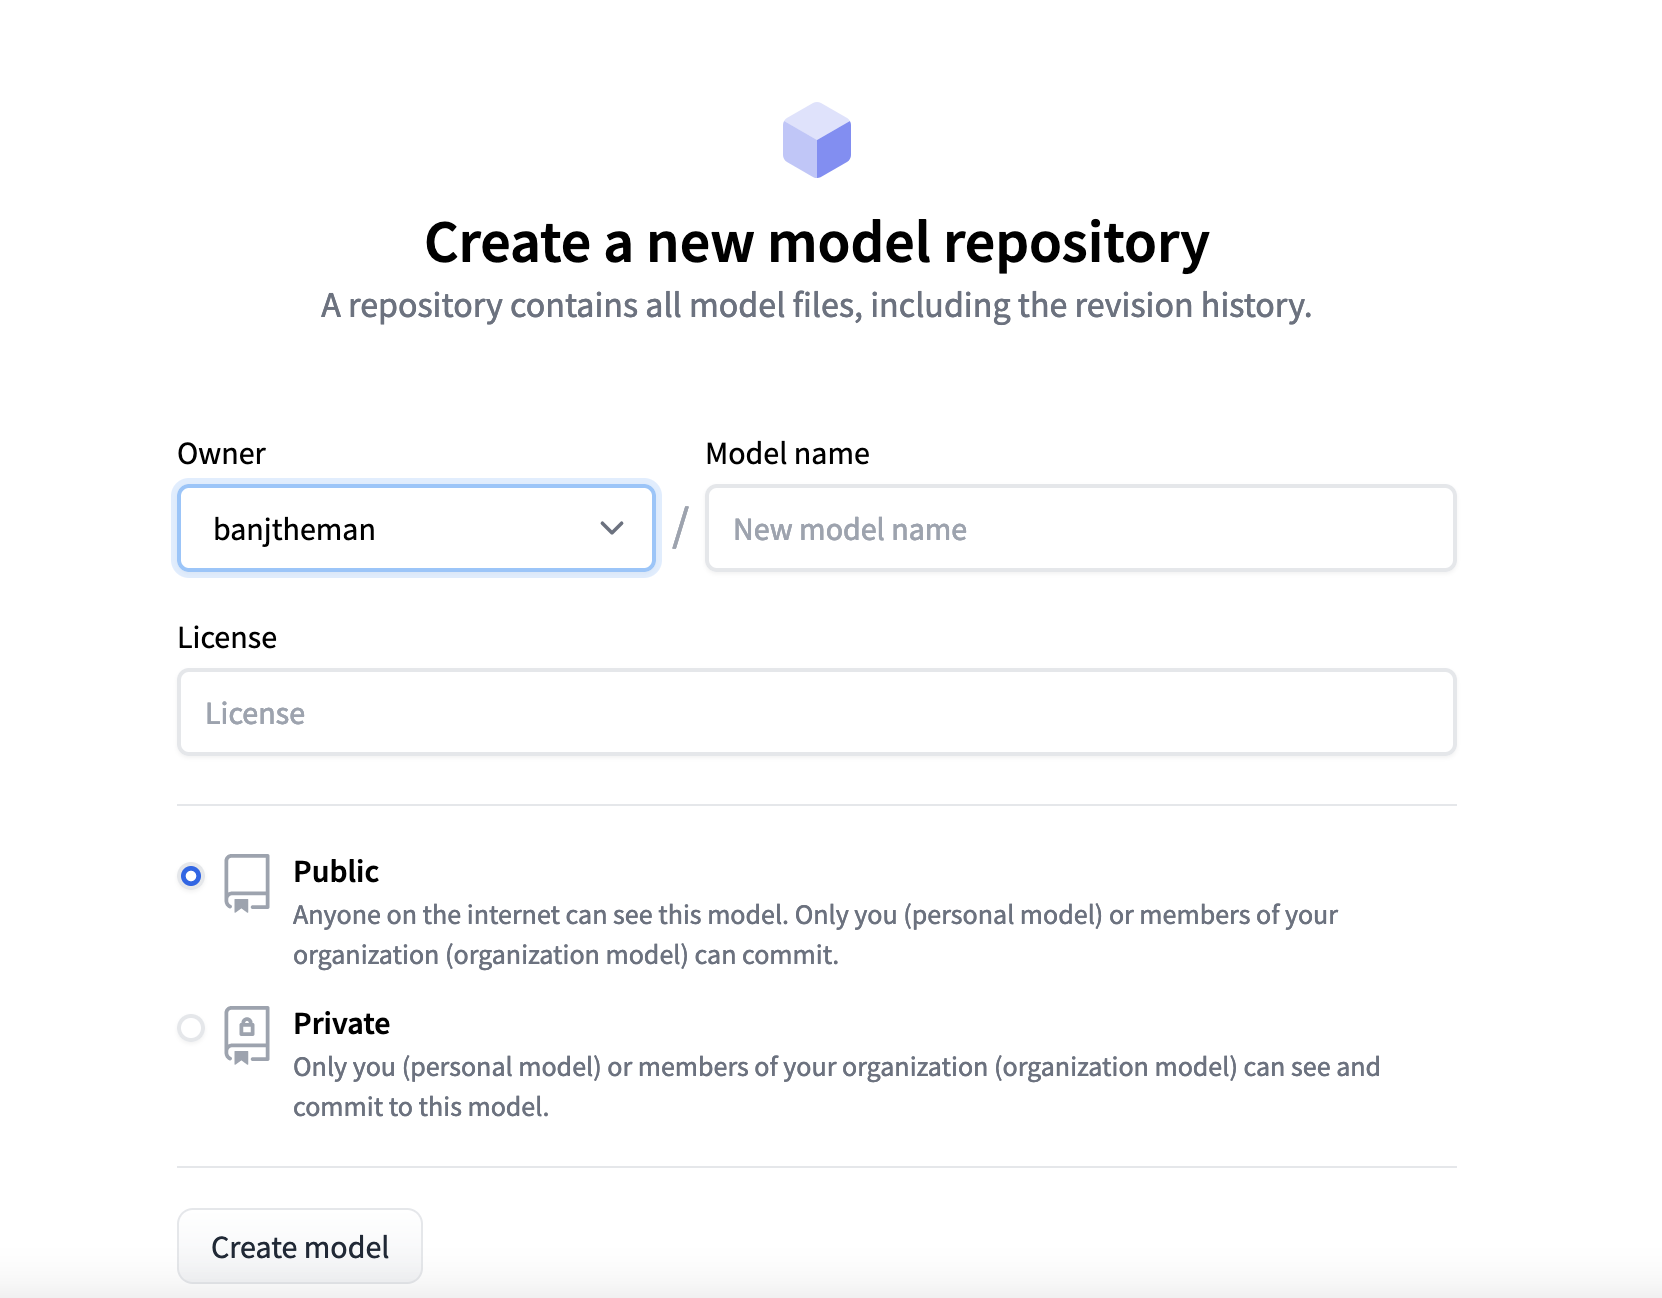 Create a new model repository
A repository contains all model files, including the revision history.
Owner
Model name
banjtheman
/
New model name
License
License
Public
Anyone on the internet can see this model. Only you (personal model) or members of your
organization (organization model) can commit.
Private
Only you (personal model) or members of your organization (organization model) can see and
commit to this model.
Create model